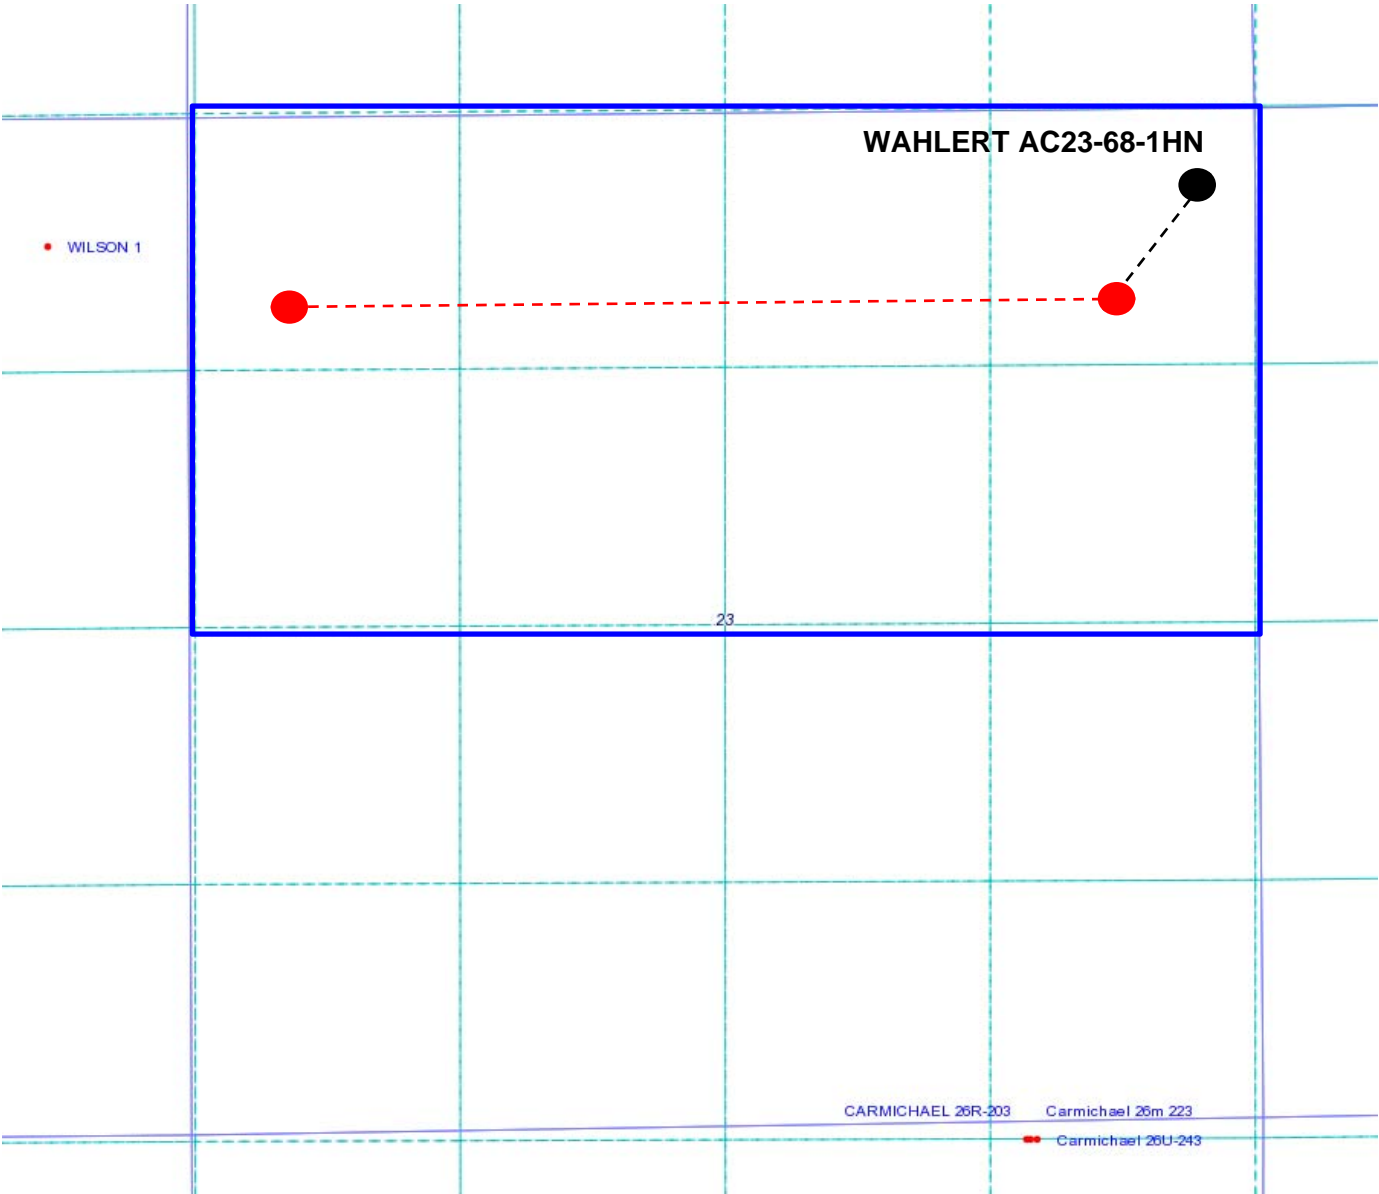 WAHLERT AC23-68-1HN
WILSON 1
23
CARMICHAEL 26R-203
Carmichael 26m 223
Carmichael 26U-243